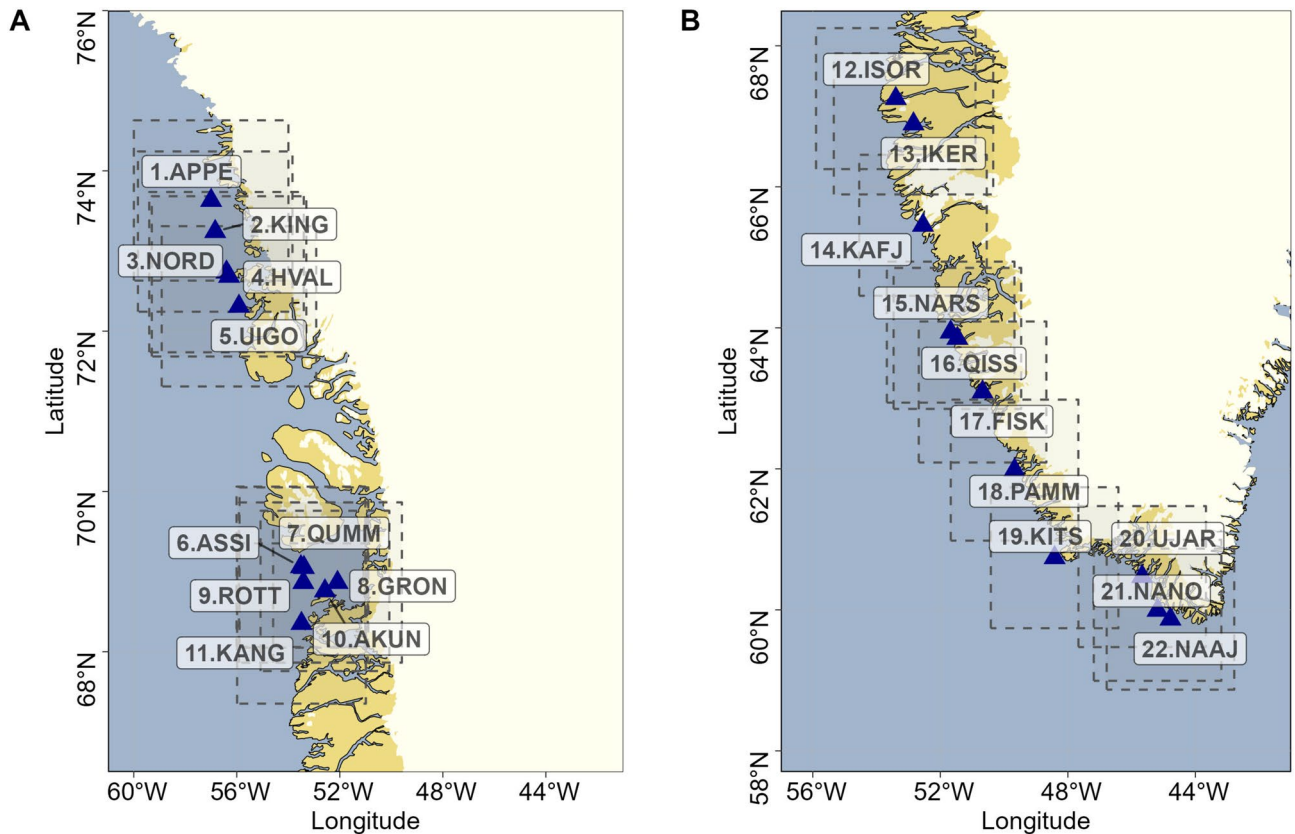 A
76°N
74°N
72°N
70°N
68°N
Latitude
1.APPE
2.KING
3.NORD
4.HVAL
5.UIGO
6.ASSI
7.QUMM
8.GRON
9.ROTT
10.AKUN
11.KANG
60°W
56°W
52°W
48°W
44°W
Longitude
B
68°N
66°N
64°N
62°N
60°N
58°N
Latitude
12.ISOR
13.IKER
14.KAFJ
15.NARS
16.QISS
17.FISK
18.PAMM
19.KITS
20.UJAR
21.NANO
22.NAAJ
56°W
52°W
48°W
44°W
Longitude